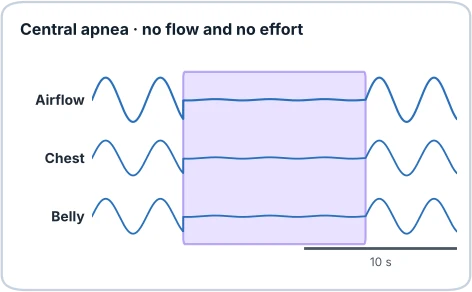 Central apnea · no flow and no effort
Airflow
Chest
Belly
10 s